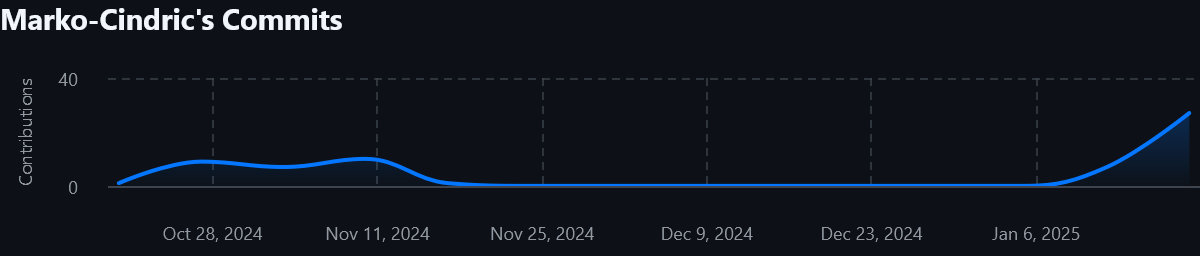 Marko-Cindric's Commits
Contributions
40
0
Oct 28, 2024
Nov 11, 2024
Nov 25, 2024
Dec 9, 2024
Dec 23, 2024
Jan 6, 2025